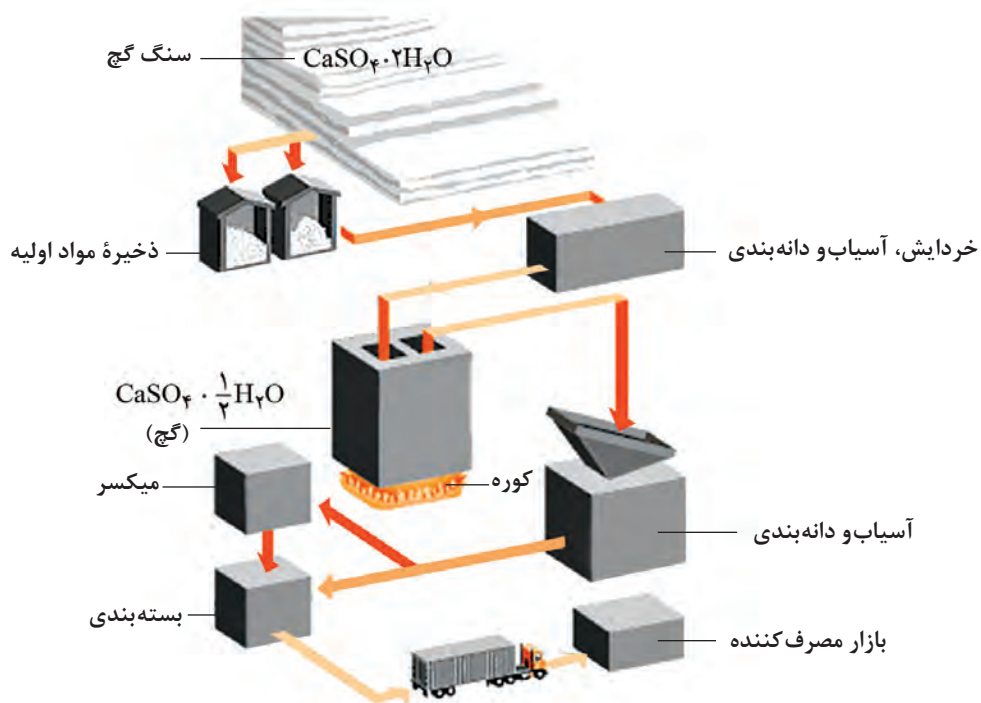 سنگ گچ
CaSO۴·۲H۲O
ذخیرهٔ مواد اولیه
خردایش، آسیاب‌و دانه‌بندی
CaSO۴ · ۱/۲ H۲O
(گچ)
کوره
میکسر
آسیاب‌و دانه‌بندی
بسته‌بندی
بازار مصرف‌کننده